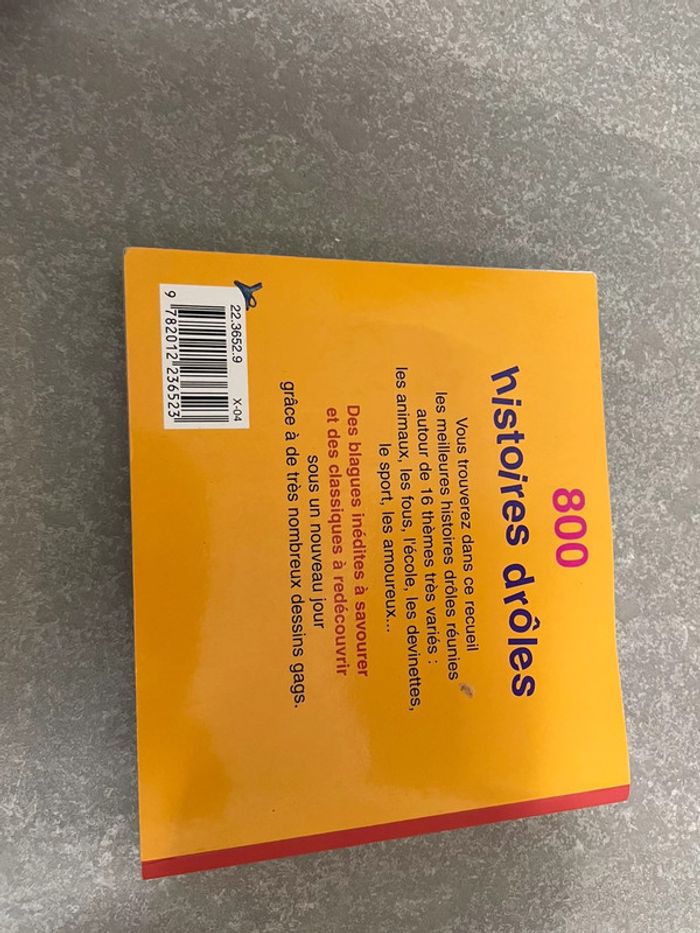 800
histoires drôles
Vous trouverez dans ce recueil
les meilleures histoires drôles réunies
autour de 16 thèmes très variés :
les animaux, les fous, l'école, les devinettes,
le sport, les amoureux...
Des blagues inédites à savourer
et des classiques à redécouvrir
sous un nouveau jour
grâce à de très nombreux dessins gags.
22.3652.9 X-04
9 782012 236523